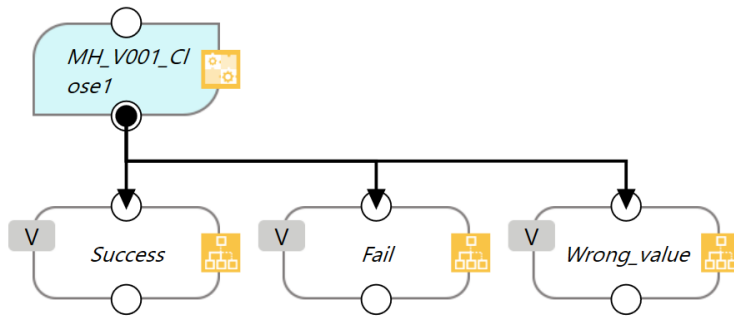 MH_V001_Cl
ose1
V
Success
V
Fail
V
Wrong_value